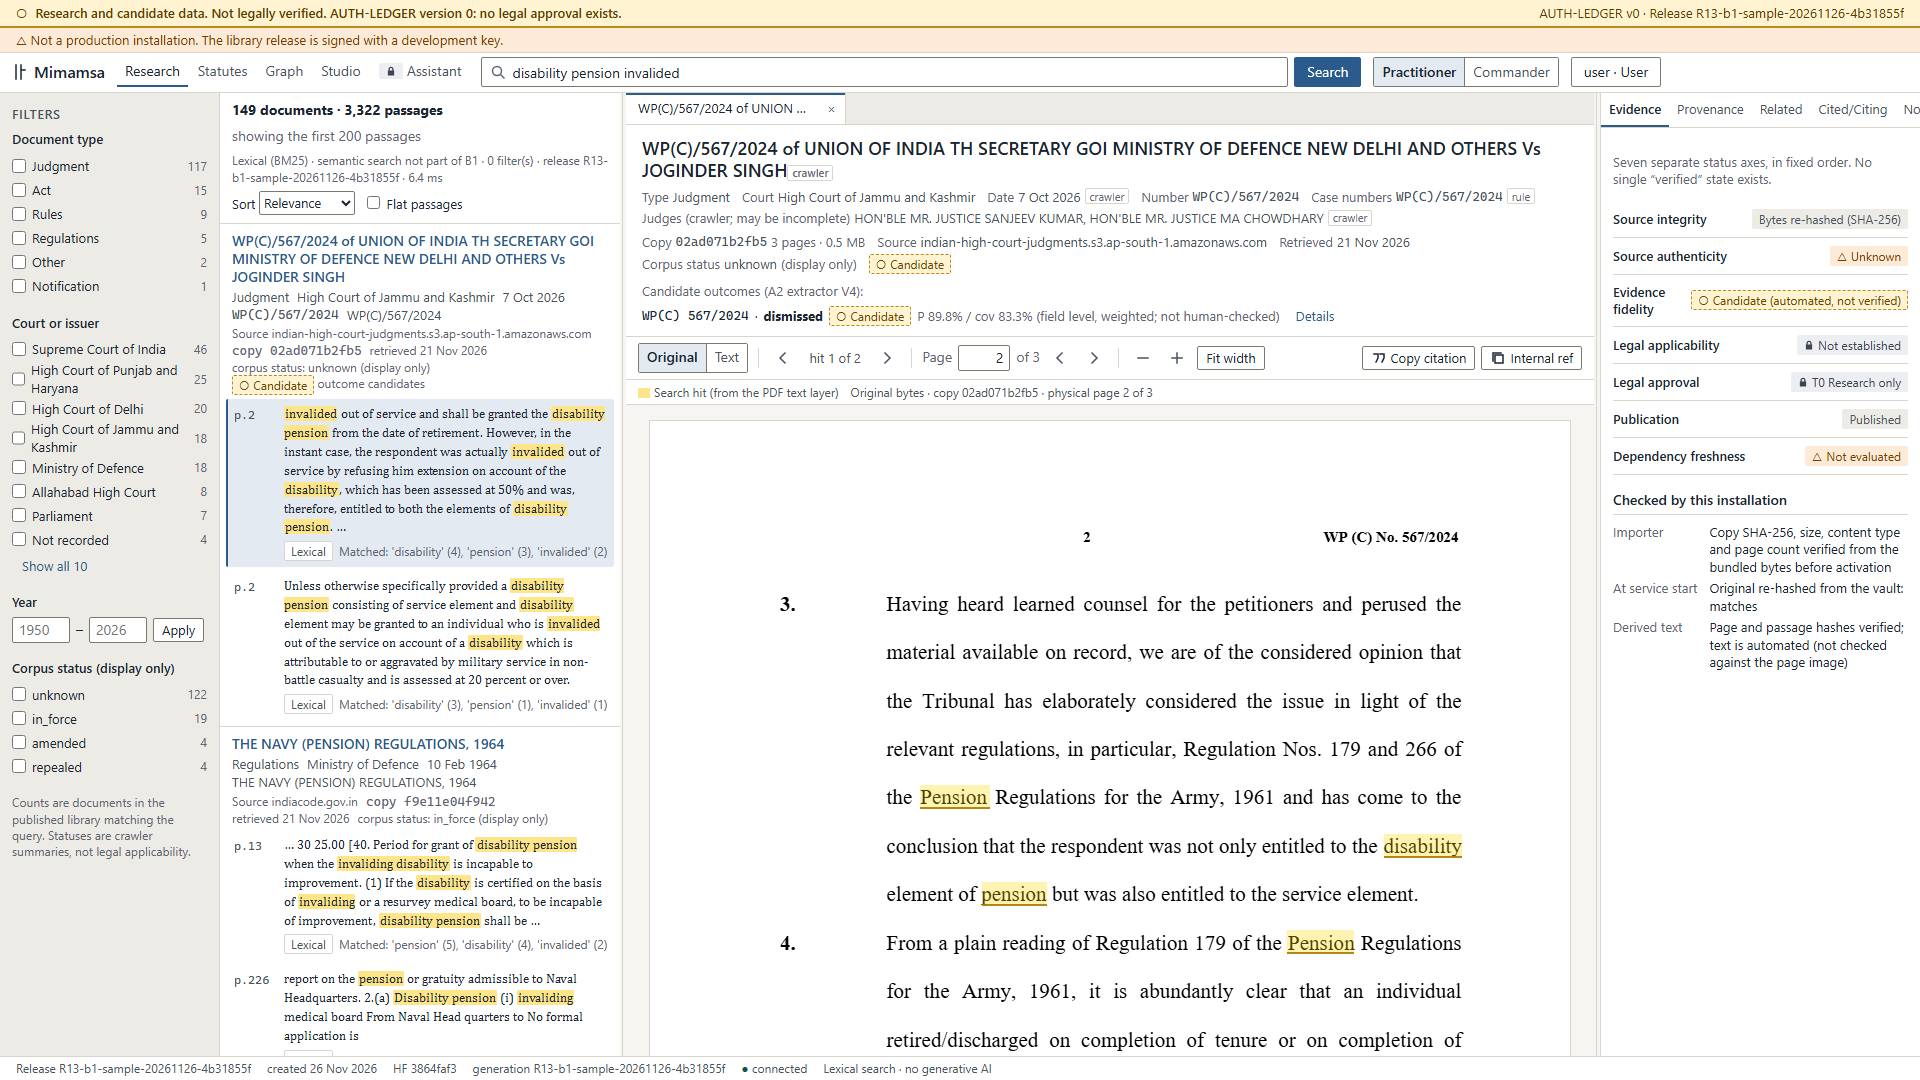 Research and candidate data. Not legally verified. AUTH-LEDGER version 0: no legal approval exists.
AUTH-LEDGER v0 · Release R13-b1-sample-20261126-4b31855f
⚠ Not a production installation. The library release is signed with a development key.
Mimamsa
Research
Statutes
Graph
Studio
Assistant
disability pension invalided
Search
Practitioner
Commander
user · User
FILTERS
Document type
Judgment 117
Act 15
Rules 9
Regulations 5
Other 2
Notification 1
Court or issuer
Supreme Court of India 46
High Court of Punjab and
Haryana 25
High Court of Delhi 20
High Court of Jammu and
Kashmir 18
Ministry of Defence 18
Allahabad High Court 8
Parliament 7
Not recorded 4
Show all 10
Year
1950 – 2026 Apply
Corpus status (display only)
unknown 122
in_force 19
amended 4
repealed 4
Counts are documents in the
published library matching the
query. Statuses are crawler
summaries, not legal applicability.
149 documents · 3,322 passages
showing the first 200 passages
Lexical (BM25) · semantic search not part of B1 · 0 filter(s) · release R13-
b1-sample-20261126-4b31855f · 6.4 ms
Sort Relevance Flat passages
WP(C)/567/2024 of UNION OF INDIA TH SECRETARY GOI
MINISTRY OF DEFENCE NEW DELHI AND OTHERS Vs
JOGINDER SINGH
Judgment High Court of Jammu and Kashmir 7 Oct 2026
WP(C)/567/2024 WP(C)/567/2024
Source indian-high-court-judgments.s3.ap-south-1.amazonaws.com
copy 02ad071b2fb5 retrieved 21 Nov 2026
corpus status: unknown (display only)
Candidate outcome candidates
p.2 invalided out of service and shall be granted the disability
pension from the date of retirement. However, in the
instant case, the respondent was actually invalided out of
service by refusing him extension on account of the
disability, which has been assessed at 50% and was,
therefore, entitled to both the elements of disability
pension. ...
Lexical Matched: 'disability' (4), 'pension' (3), 'invalided' (2)
p.2 Unless otherwise specifically provided a disability
pension consisting of service element and disability
element may be granted to an individual who is invalided
out of the service on account of a disability which is
attributable to or aggravated by military service in non-
battle casualty and is assessed at 20 percent or over.
Lexical Matched: 'disability' (3), 'pension' (1), 'invalided' (1)
THE NAVY (PENSION) REGULATIONS, 1964
Regulations Ministry of Defence 10 Feb 1964
THE NAVY (PENSION) REGULATIONS, 1964
Source indiacode.gov.in copy f9e11e04f942
retrieved 21 Nov 2026 corpus status: in_force (display only)
p.13 ... 30 25.00 [40. Period for grant of disability pension
when the invaliding disability is incapable to
improvement. (1) If the disability is certified on the basis
of invaliding or a resurvey medical board, to be incapable
of improvement, disability pension shall be ...
Lexical Matched: 'pension' (5), 'disability' (4), 'invalided' (2)
p.226 report on the pension or gratuity admissible to Naval
Headquarters. 2.(a) Disability pension (i) invaliding
medical board From Naval Head quarters to No formal
application is
WP(C)/567/2024 of UNION ... ×
WP(C)/567/2024 of UNION OF INDIA TH SECRETARY GOI MINISTRY OF DEFENCE NEW DELHI AND OTHERS Vs
JOGINDER SINGH crawler
Type Judgment Court High Court of Jammu and Kashmir Date 7 Oct 2026 crawler Number WP(C)/567/2024 Case numbers WP(C)/567/2024 rule
Judges (crawler; may be incomplete) HON'BLE MR. JUSTICE SANJEEV KUMAR, HON'BLE MR. JUSTICE MA CHOWDHARY crawler
Copy 02ad071b2fb5 3 pages · 0.5 MB Source indian-high-court-judgments.s3.ap-south-1.amazonaws.com Retrieved 21 Nov 2026
Corpus status unknown (display only) Candidate
Candidate outcomes (A2 extractor V4):
WP(C) 567/2024 · dismissed Candidate P 89.8% / cov 83.3% (field level, weighted; not human-checked) Details
Original Text hit 1 of 2 Page 2 of 3 Fit width Copy citation Internal ref
Search hit (from the PDF text layer) Original bytes · copy 02ad071b2fb5 · physical page 2 of 3
2 WP (C) No. 567/2024
3. Having heard learned counsel for the petitioners and perused the
material available on record, we are of the considered opinion that
the Tribunal has elaborately considered the issue in light of the
relevant regulations, in particular, Regulation Nos. 179 and 266 of
the Pension Regulations for the Army, 1961 and has come to the
conclusion that the respondent was not only entitled to the disability
element of pension but was also entitled to the service element.
4. From a plain reading of Regulation 179 of the Pension Regulations
for the Army, 1961, it is abundantly clear that an individual
retired/discharged on completion of tenure or on completion of
Evidence Provenance Related Cited/Citing No
Seven separate status axes, in fixed order. No
single “verified” state exists.
Source integrity Bytes re-hashed (SHA-256)
Source authenticity ⚠ Unknown
Evidence
fidelity Candidate (automated, not verified)
Legal applicability Not established
Legal approval T0 Research only
Publication Published
Dependency freshness ⚠ Not evaluated
Checked by this installation
Importer Copy SHA-256, size, content type
and page count verified from the
bundled bytes before activation
At service start Original re-hashed from the vault:
matches
Derived text Page and passage hashes verified;
text is automated (not checked
against the page image)
Release R13-b1-sample-20261126-4b31855f created 26 Nov 2026 HF 3864faf3 generation R13-b1-sample-20261126-4b31855f ● connected Lexical search · no generative AI